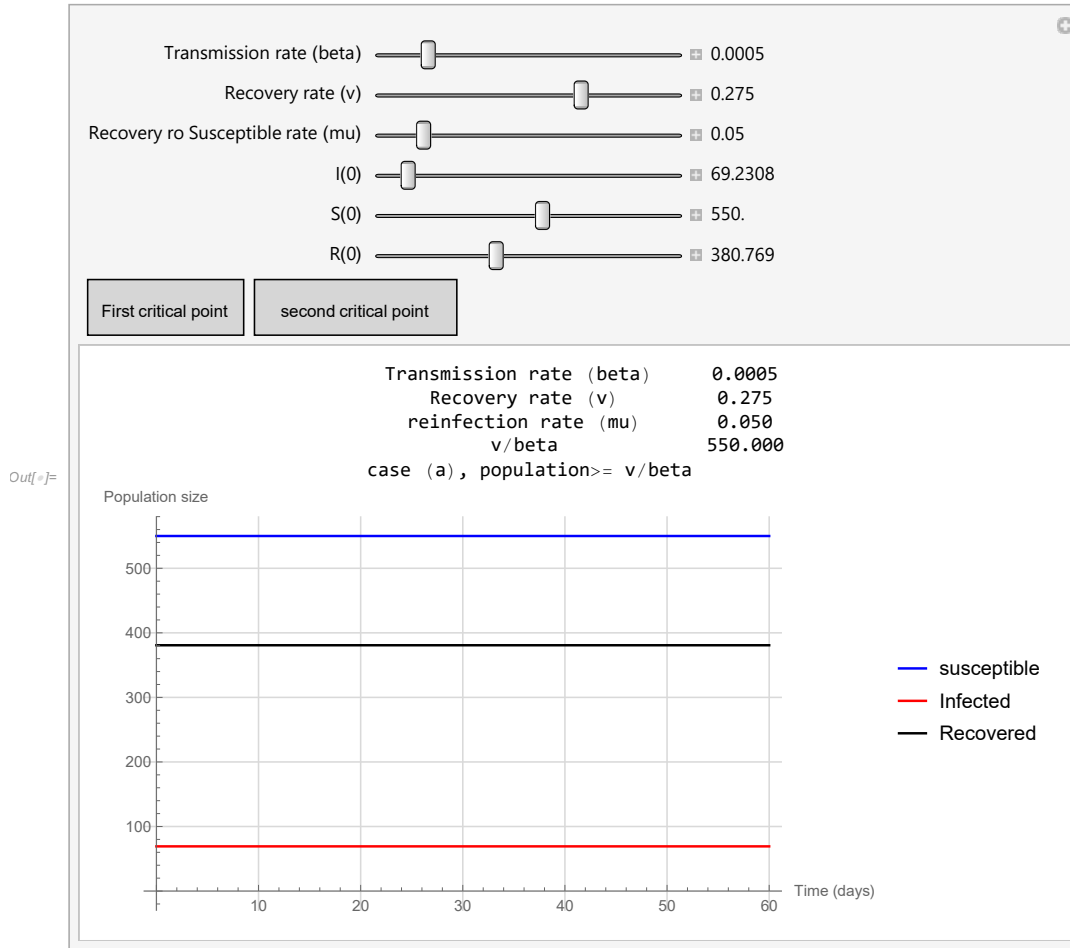 Transmission rate (beta) 0.0005
Recovery rate (v) 0.275
Recovery ro Susceptible rate (mu) 0.05
I(0) 69.2308
S(0) 550.
R(0) 380.769
First critical point second critical point
Transmission rate (beta) 0.0005
Recovery rate (v) 0.275
reinfection rate (mu) 0.050
v/beta 550.000
case (a), population>= v/beta
Out[•]=
Population size
500
400
300
200
100
susceptible
Infected
Recovered
Time (days)
10 20 30 40 50 60